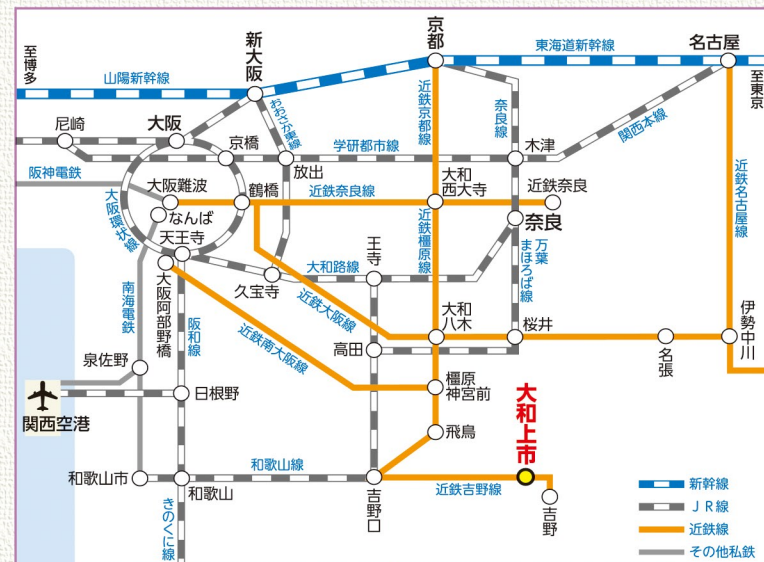 至博多
山陽新幹線
新大阪
京都
東海道新幹線
名古屋
至東京
尼崎
大阪
おおさか東線
近鉄京都線
奈良線
関西本線
京橋
学研都市線
木津
放出
阪神電鉄
大阪難波
鶴橋
近鉄奈良線
大和
西大寺
近鉄奈良
近鉄名古屋線
大阪環状線
なんば
奈良
天王寺
近鉄橿原線
万葉
まほろば線
王寺
大和路線
久宝寺
大阪阿部野橋
南海電鉄
阪和線
近鉄大阪線
近鉄南大阪線
大和
八木
桜井
伊勢中川
名張
高田
泉佐野
橿原
神宮前
日根野
関西空港
大和上市
飛鳥
和歌山市
和歌山
和歌山線
吉野口
近鉄吉野線
吉野
きのくに線
新幹線
ＪＲ線
近鉄線
その他私鉄